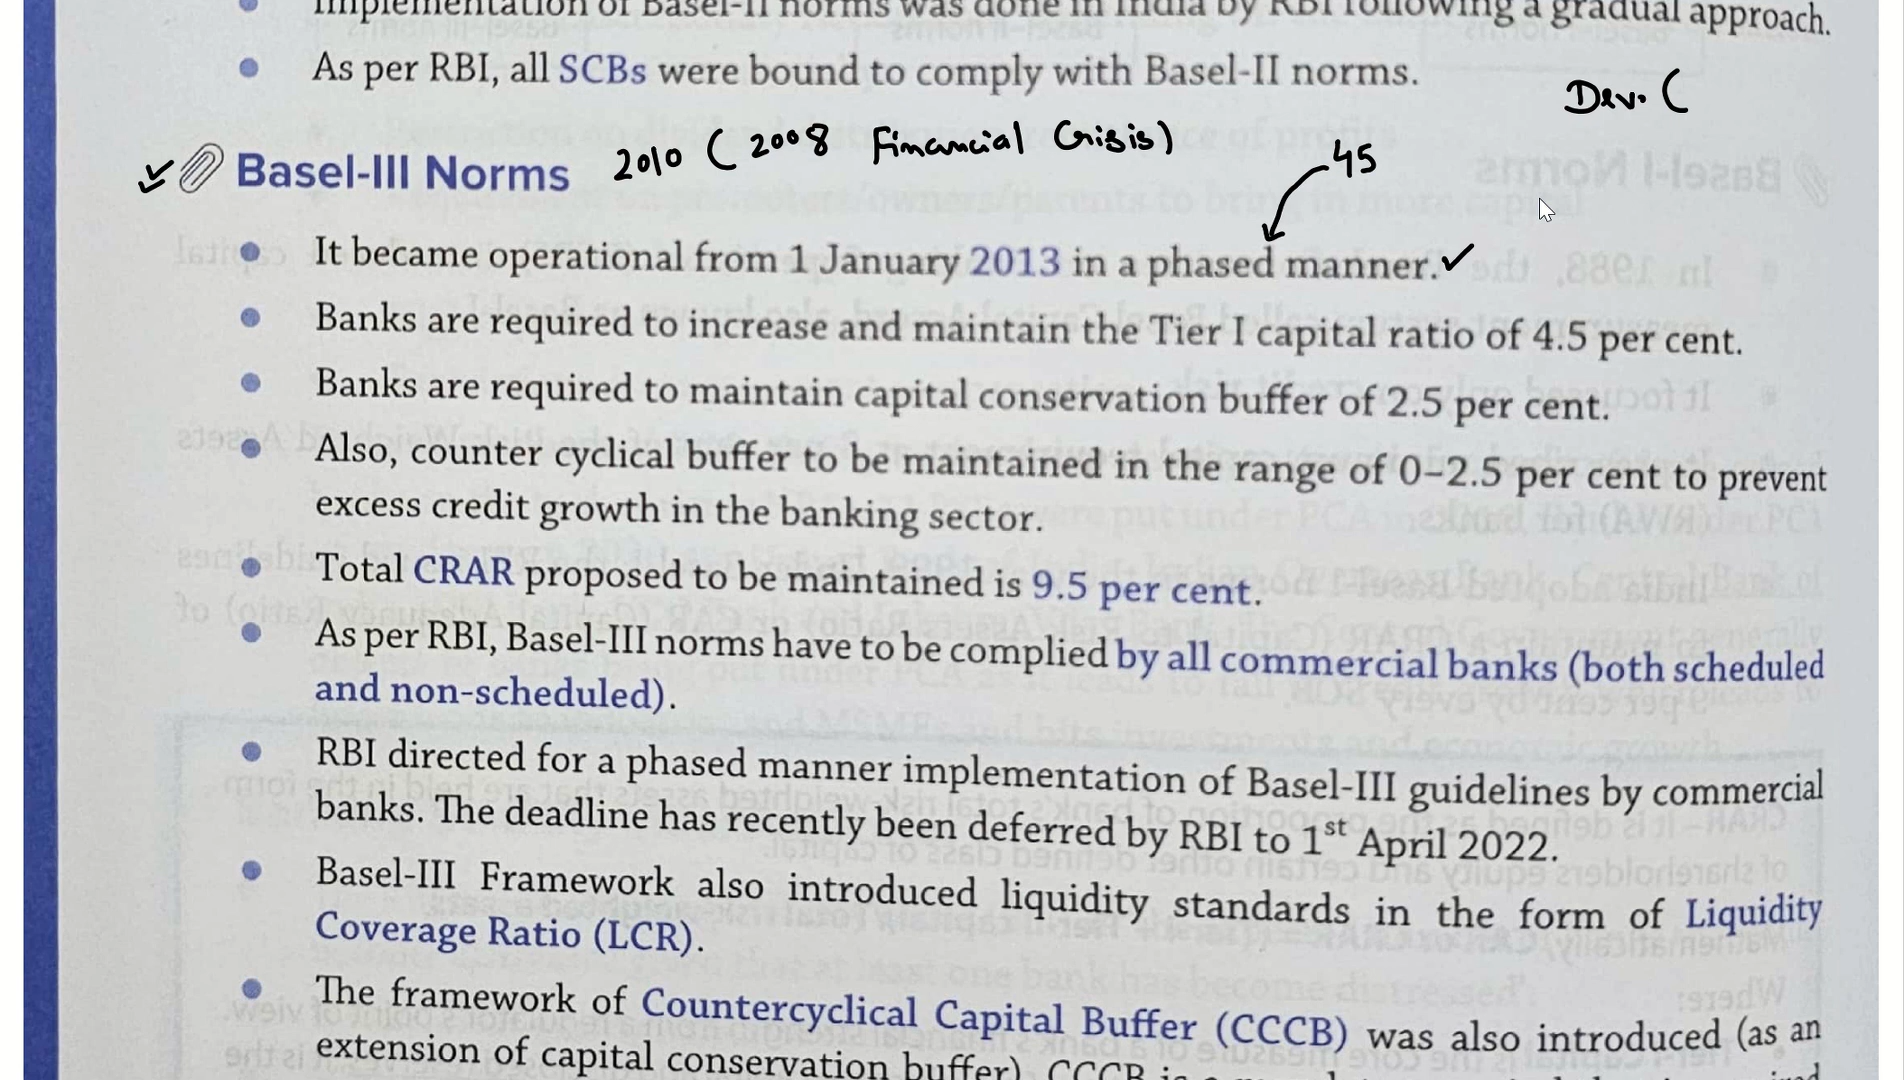 Implementation of Basel-II norms was done in India by RBI following a gradual approach.
As per RBI, all SCBs were bound to comply with Basel-II norms.
Dev. (
Basel-III Norms 2010 ( 2008 Financial Crisis)
45
It became operational from 1 January 2013 in a phased manner.
Banks are required to increase and maintain the Tier I capital ratio of 4.5 per cent.
Banks are required to maintain capital conservation buffer of 2.5 per cent.
Also, counter cyclical buffer to be maintained in the range of 0–2.5 per cent to prevent
excess credit growth in the banking sector.
Total CRAR proposed to be maintained is 9.5 per cent.
As per RBI, Basel-III norms have to be complied by all commercial banks (both scheduled
and non-scheduled).
RBI directed for a phased manner implementation of Basel-III guidelines by commercial
banks. The deadline has recently been deferred by RBI to 1st April 2022.
Basel-III Framework also introduced liquidity standards in the form of Liquidity
Coverage Ratio (LCR).
The framework of Countercyclical Capital Buffer (CCCB) was also introduced (as an
extension of capital conservation buffer). CCCB is a